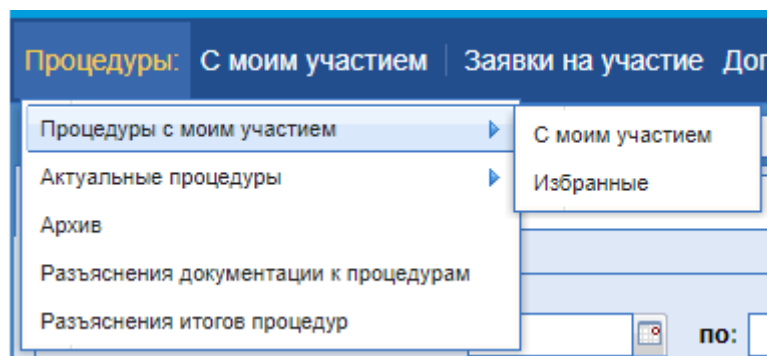 Процедуры: С моим участием Заявки на участие
Процедуры с моим участием
С моим участием
Актуальные процедуры
Избранные
Архив
Разъяснения документации к процедурам
Разъяснения итогов процедур
по: